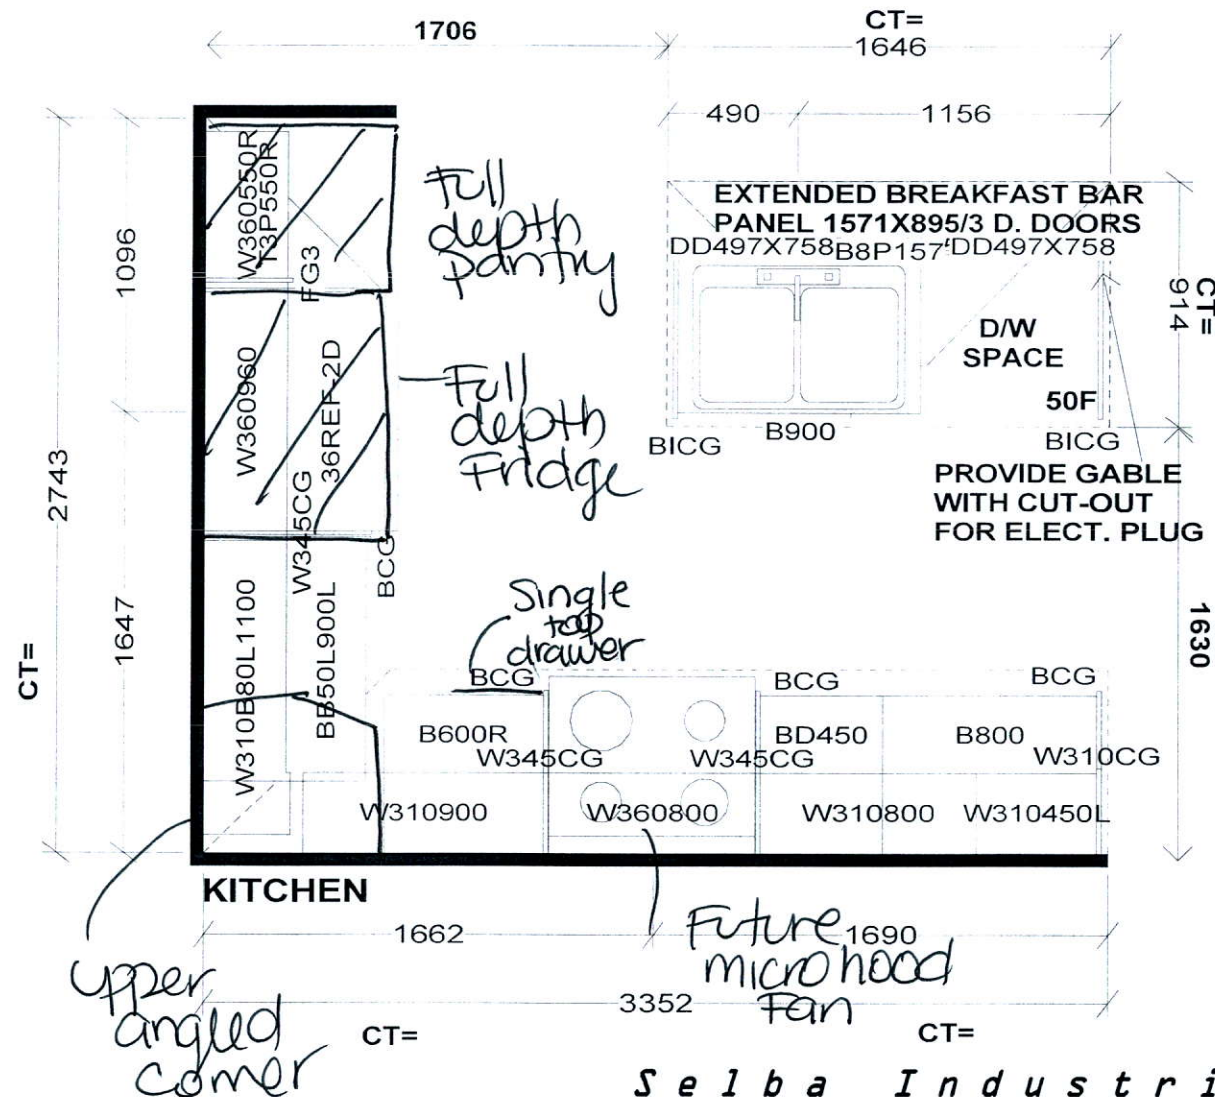 1706
CT=
1646
490
1156
EXTENDED BREAKFAST BAR
PANEL 1571X895/3 D. DOORS
DD497X758
B8P157
DD497X758
W360550R
T3P550R
FG3
Full
depth
pantry
1096
CT=
914
D/W
SPACE
50F
BICG
B900
BICG
PROVIDE GABLE
WITH CUT-OUT
FOR ELECT. PLUG
W360960
36REF-2D
Full
depth
Fridge
2743
W345CG
BCG
1647
CT=
W310B80L1100
BB50L900L
Single
top
drawer
1630
BCG
BCG
BCG
B600R
BD450
B800
W345CG
W345CG
W310CG
W310900
W360800
W310800
W310450L
KITCHEN
1662
1690
Future
micro hood
Fan
upper
angled
corner
3352
CT=
CT=
Selba Industri